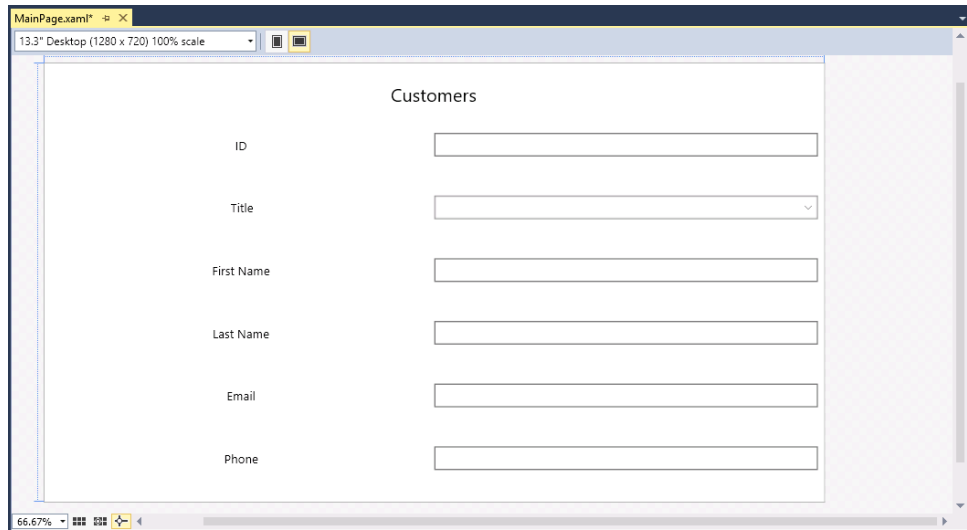 MainPage.xaml*
13.3" Desktop (1280 x 720) 100% scale
Customers
ID
Title
First Name
Last Name
Email
Phone
66.67%